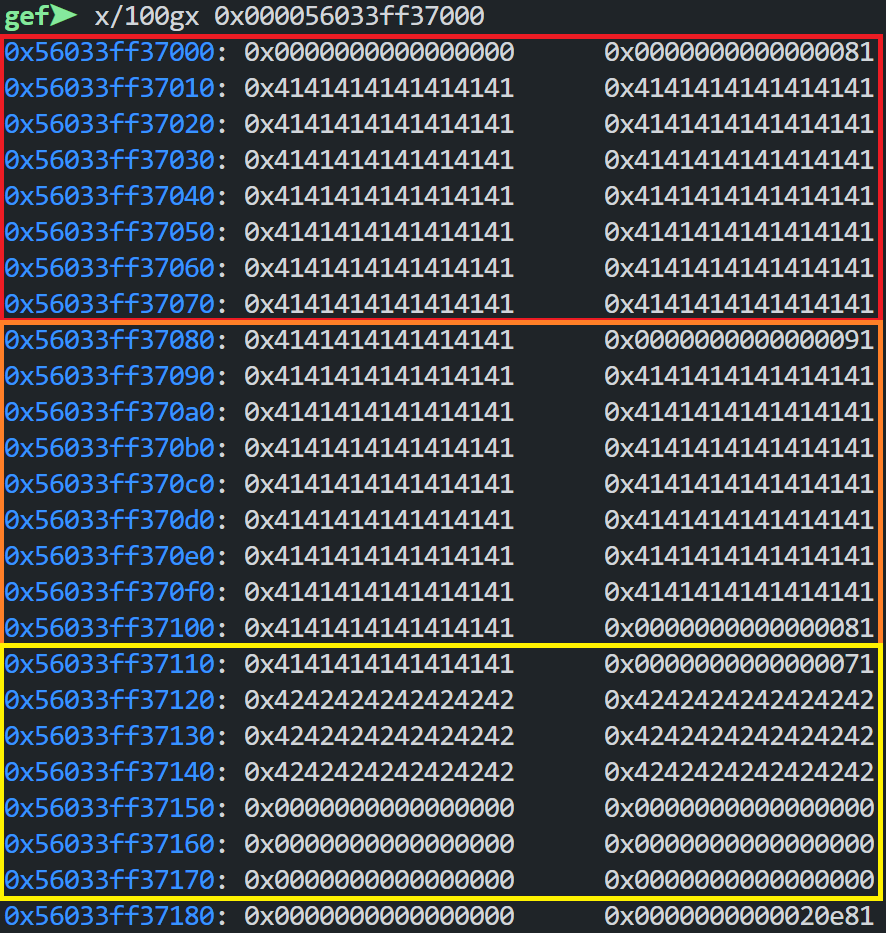 gef➤ x/100gx 0x000056033ff37000
0x56033ff37000: 0x0000000000000000 0x0000000000000081
0x56033ff37010: 0x4141414141414141 0x4141414141414141
0x56033ff37020: 0x4141414141414141 0x4141414141414141
0x56033ff37030: 0x4141414141414141 0x4141414141414141
0x56033ff37040: 0x4141414141414141 0x4141414141414141
0x56033ff37050: 0x4141414141414141 0x4141414141414141
0x56033ff37060: 0x4141414141414141 0x4141414141414141
0x56033ff37070: 0x4141414141414141 0x4141414141414141
0x56033ff37080: 0x4141414141414141 0x0000000000000091
0x56033ff37090: 0x4141414141414141 0x4141414141414141
0x56033ff370a0: 0x4141414141414141 0x4141414141414141
0x56033ff370b0: 0x4141414141414141 0x4141414141414141
0x56033ff370c0: 0x4141414141414141 0x4141414141414141
0x56033ff370d0: 0x4141414141414141 0x4141414141414141
0x56033ff370e0: 0x4141414141414141 0x4141414141414141
0x56033ff370f0: 0x4141414141414141 0x4141414141414141
0x56033ff37100: 0x4141414141414141 0x0000000000000081
0x56033ff37110: 0x4141414141414141 0x0000000000000071
0x56033ff37120: 0x4242424242424242 0x4242424242424242
0x56033ff37130: 0x4242424242424242 0x4242424242424242
0x56033ff37140: 0x4242424242424242 0x4242424242424242
0x56033ff37150: 0x0000000000000000 0x0000000000000000
0x56033ff37160: 0x0000000000000000 0x0000000000000000
0x56033ff37170: 0x0000000000000000 0x0000000000000000
0x56033ff37180: 0x0000000000000000 0x0000000000020e81